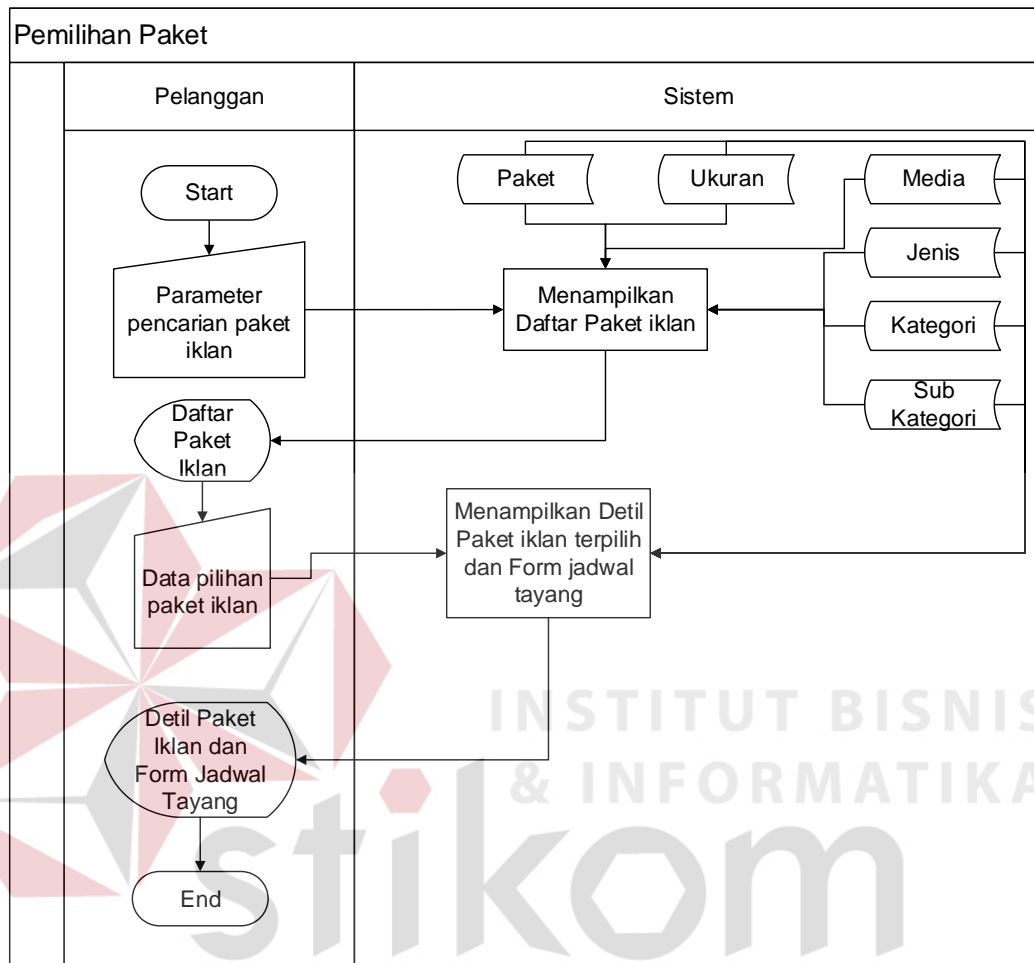 Pemilihan Paket
Pelanggan
Sistem
Start
Paket
Ukuran
Media
Jenis
Parameter
pencarian paket
iklan
Menampilkan
Daftar Paket iklan
Kategori
Sub
Kategori
Daftar
Paket
Iklan
Menampilkan Detil
Paket iklan terpilih
dan Form jadwal
tayang
Data pilihan
paket iklan
Detil Paket
Iklan dan
Form Jadwal
Tayang
End
INSTITUT BISNIS
& INFORMATIKA
stikom